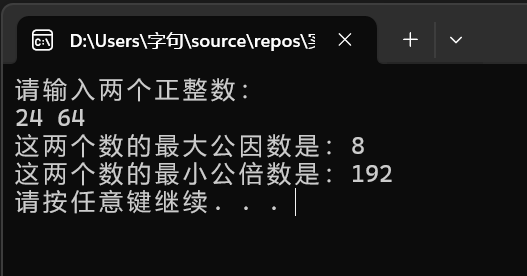 D:\Users\字句\source\repos\
请输入两个正整数：
24 64
这两个数的最大公因数是：8
这两个数的最小公倍数是：192
请按任意键继续. . .